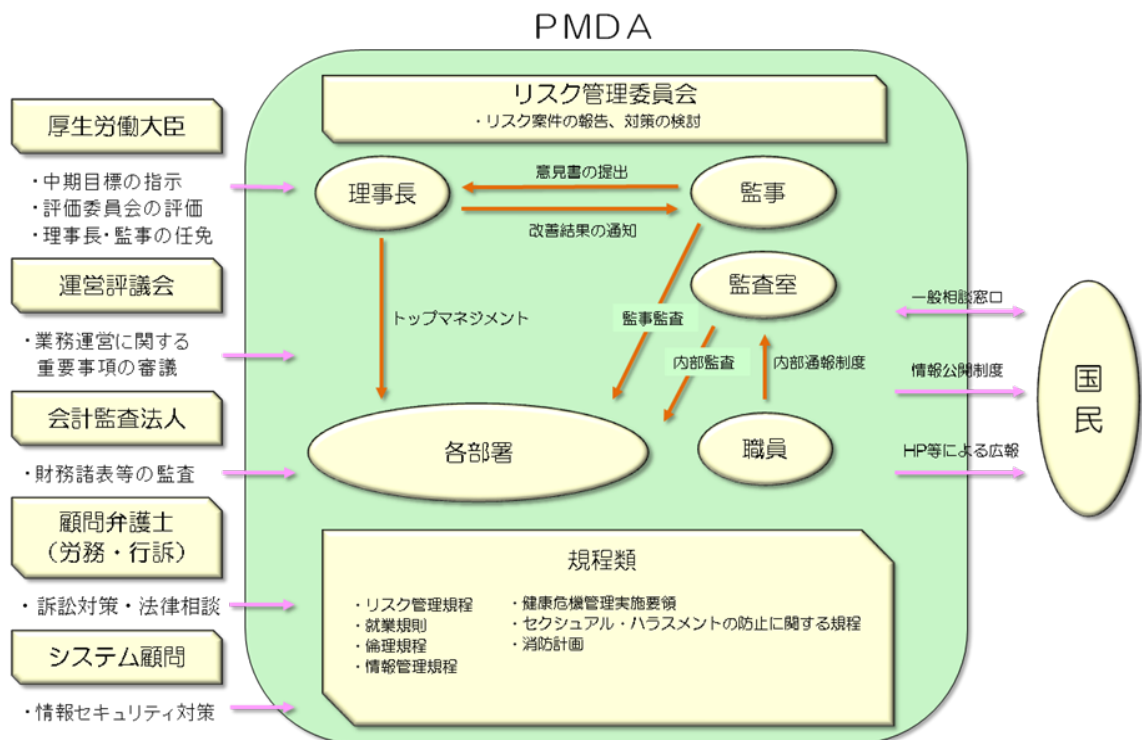 PMDA
厚生労働大臣
・中期目標の指示
・評価委員会の評価
・理事長・監事の任免
運営評議会
・業務運営に関する
重要事項の審議
会計監査法人
・財務諸表等の監査
顧問弁護士
（労務・行訴）
・訴訟対策・法律相談
システム顧問
・情報セキュリティ対策
リスク管理委員会
・リスク案件の報告、対策の検討
理事長
意見書の提出
監事
改善結果の通知
監査室
トップマネジメント
監事監査
内部監査
内部通報制度
各部署
職員
規程類
・リスク管理規程
・就業規則
・倫理規程
・情報管理規程
・健康危機管理実施要領
・セクシュアル・ハラスメントの防止に関する規程
・消防計画
一般相談窓口
情報公開制度
HP等による広報
国
民